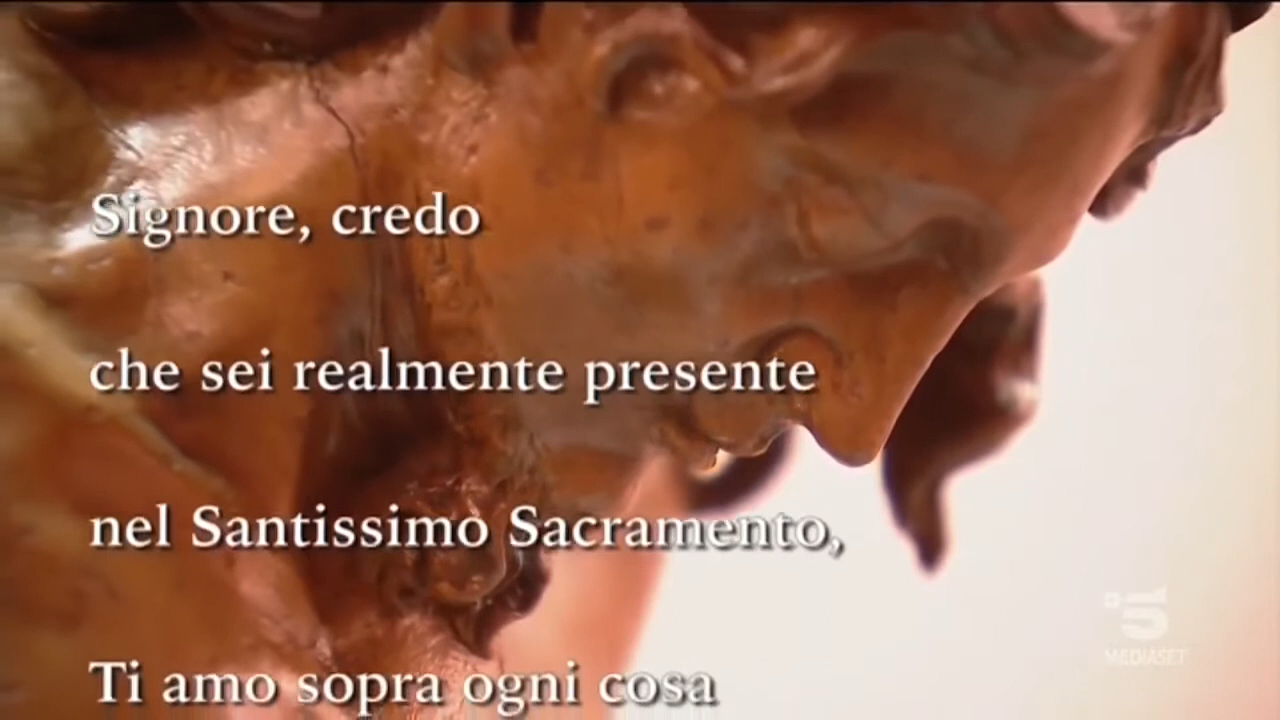 Signore, credo
che sei realmente presente
nel Santissimo Sacramento,
Ti amo sopra ogni cosa
5
MEDIASET